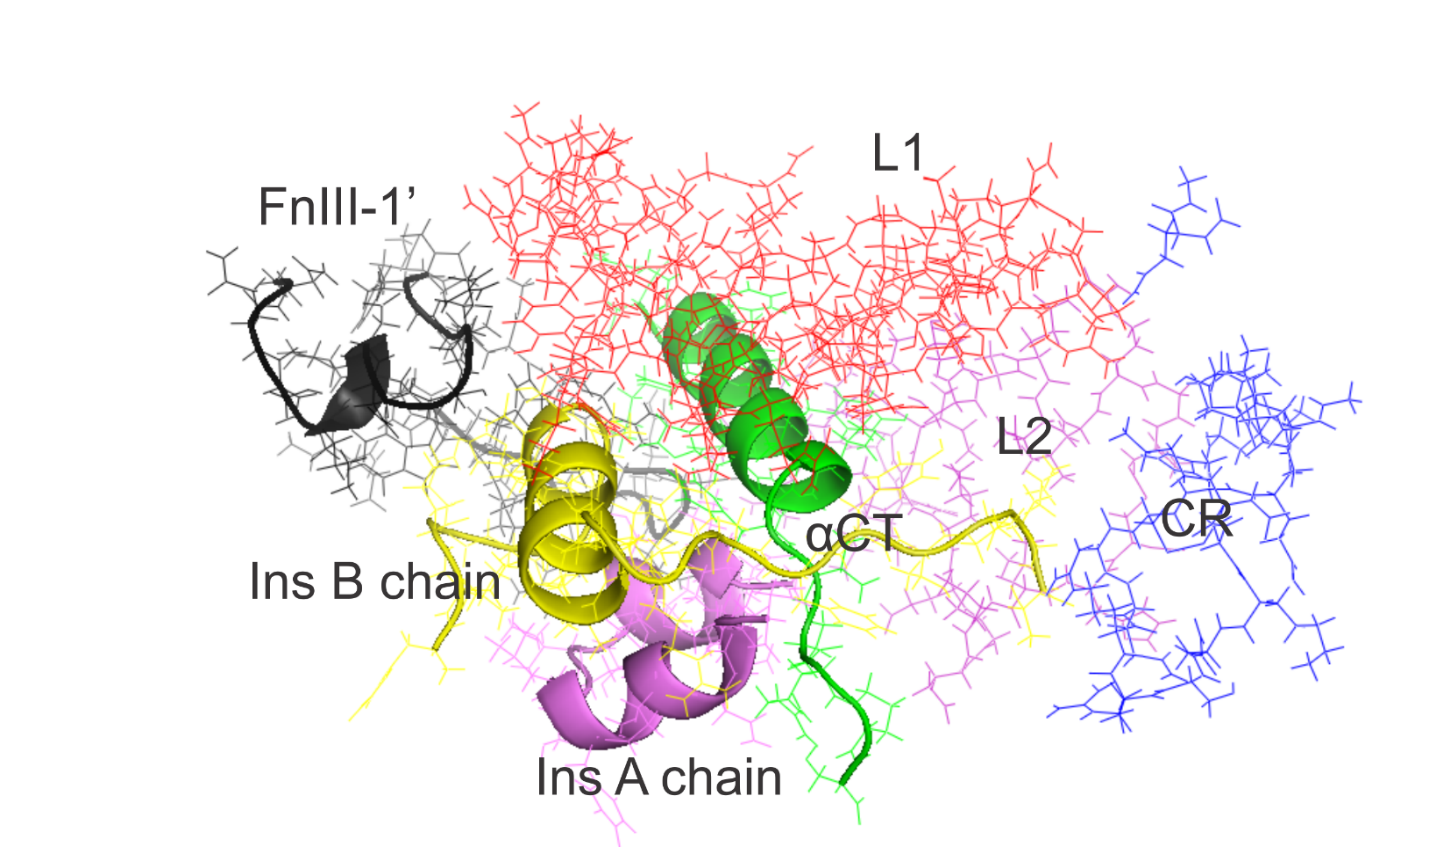 L1
FnIII-1’
L2
CR
αCT
Ins B chain
Ins A chain